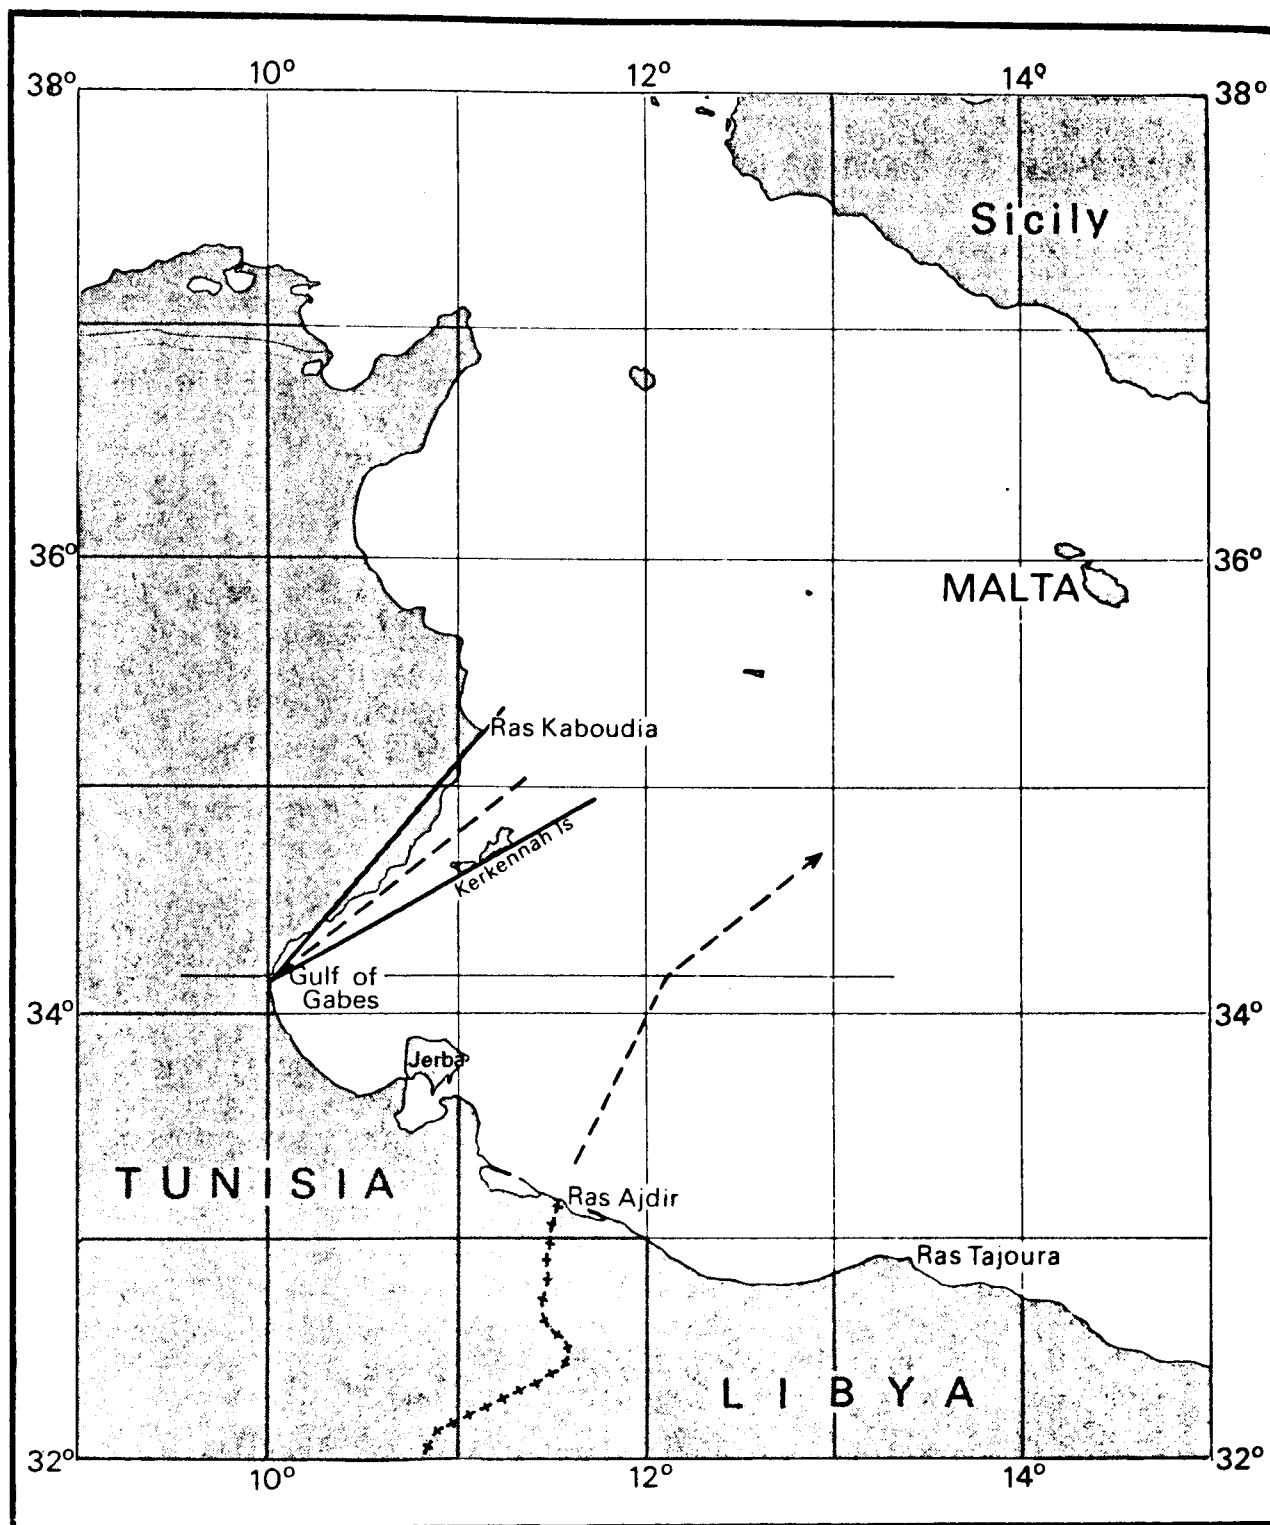 10° 12° 14°
38° 38°
Sicily
36° 36°
MALTA
Ras Kaboudia
Kerkennah Is
Gulf of
Gabes
34° 34°
Jerba
TUNISIA
Ras Ajdir
Ras Tajoura
LIBYA
32° 32°
10° 12° 14°